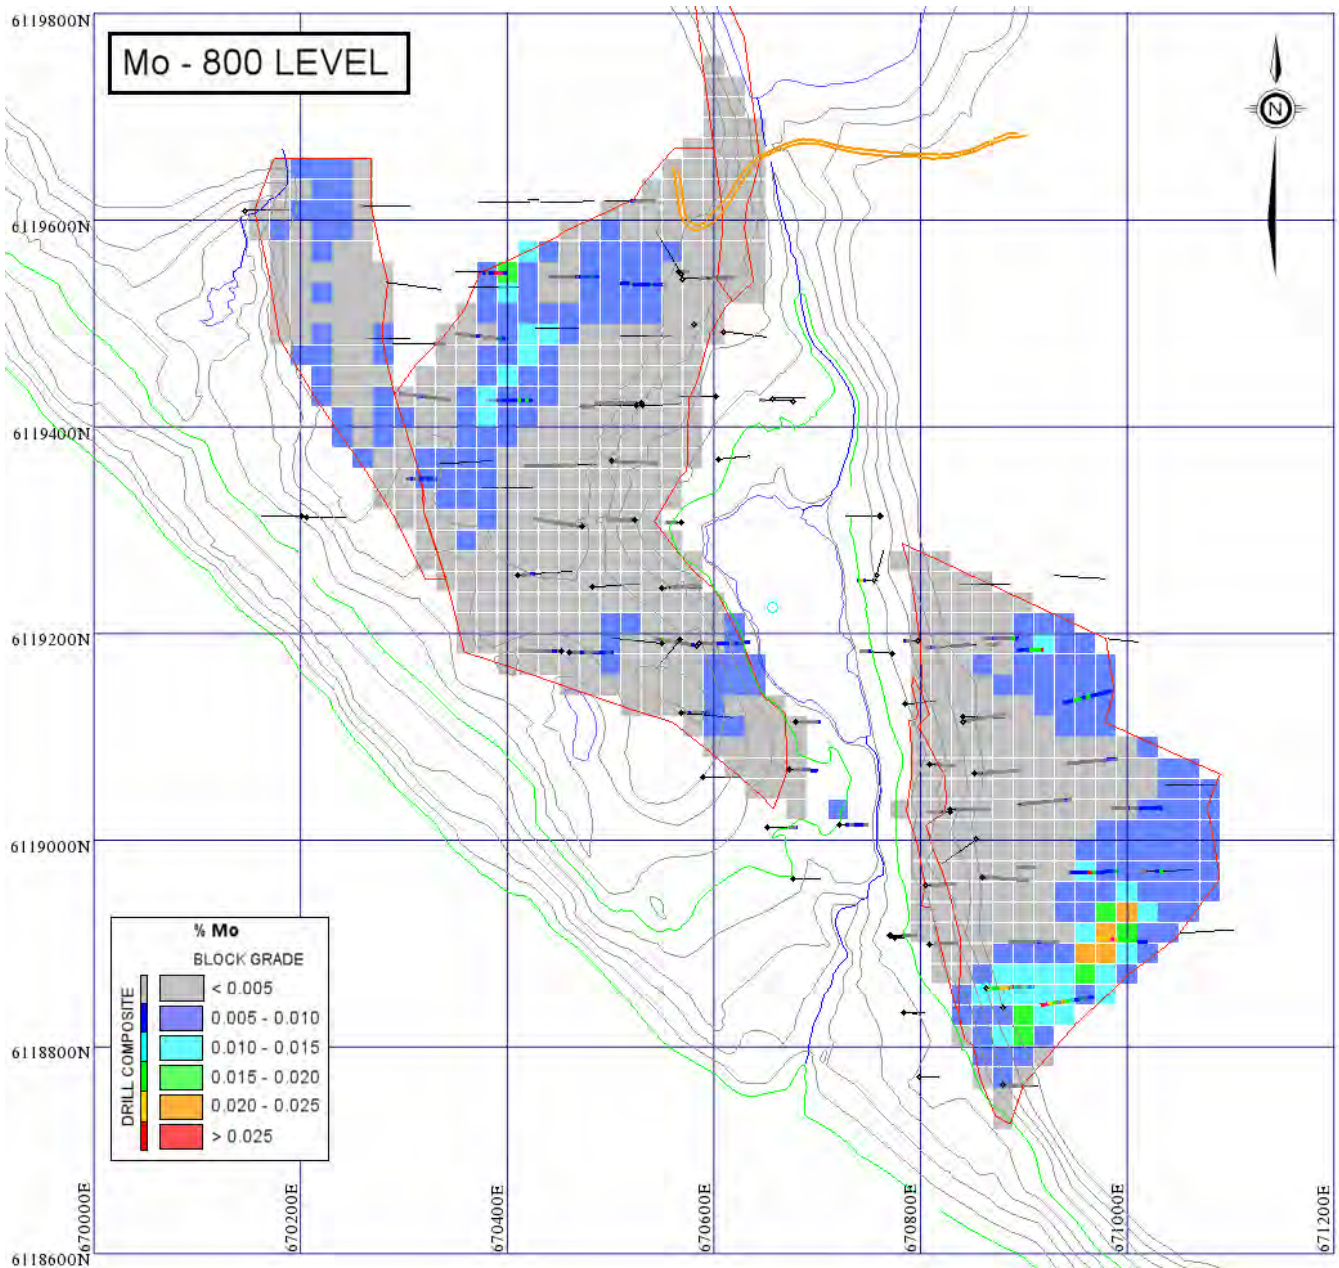 6119800N
Mo - 800 LEVEL
N
6119600N
6119400N
6119200N
6119000N
% Mo
BLOCK GRADE
DRILL COMPOSITE
< 0.005
0.005 - 0.010
0.010 - 0.015
0.015 - 0.020
0.020 - 0.025
> 0.025
6118800N
6118600N
670000E
670200E
670400E
670600E
670800E
671000E
671200E